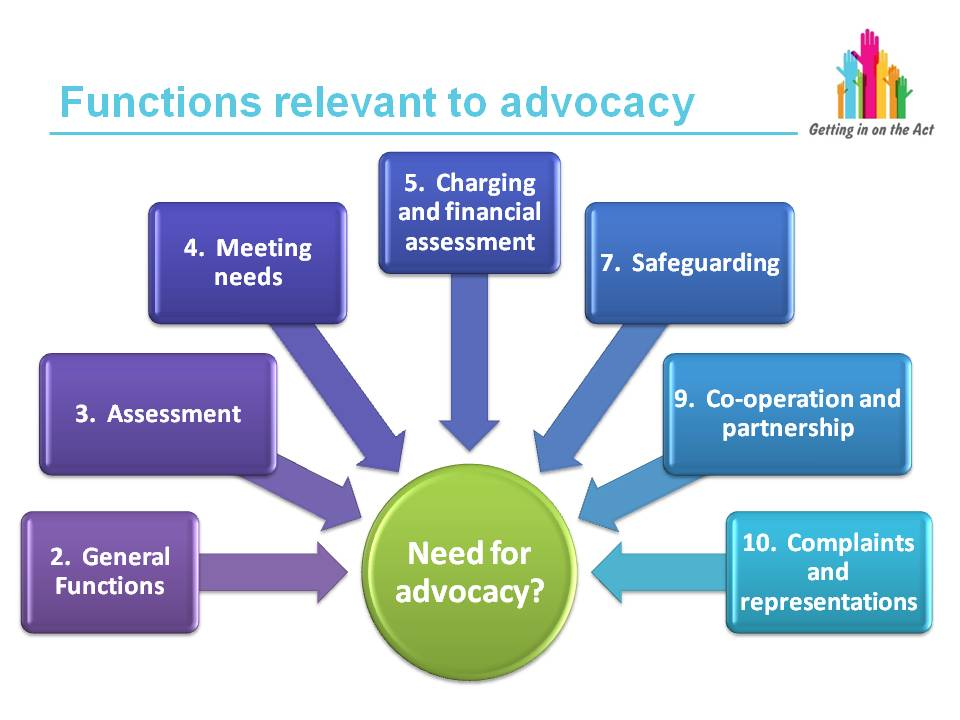 Functions relevant to advocacy
Getting in on the Act
5. Charging
and financial
assessment
4. Meeting
needs
7. Safeguarding
3. Assessment
9. Co-operation and
partnership
2. General
Functions
Need for
advocacy?
10. Complaints
and
representations